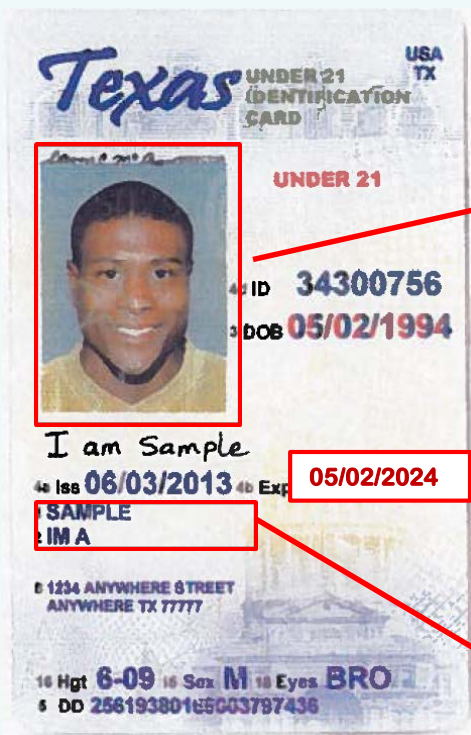 Texas
UNDER 21
IDENTIFICATION
CARD
USA
TX
UNDER 21
4d ID 34300756
3 DOB 05/02/1994
I am Sample
4a Iss 06/03/2013 4b Exp 05/02/2024
SAMPLE
IM A
8 1234 ANYWHERE STREET
ANYWHERE TX 77777
16 Hgt 6-09 15 Sex M 18 Eyes BRO
5 DD